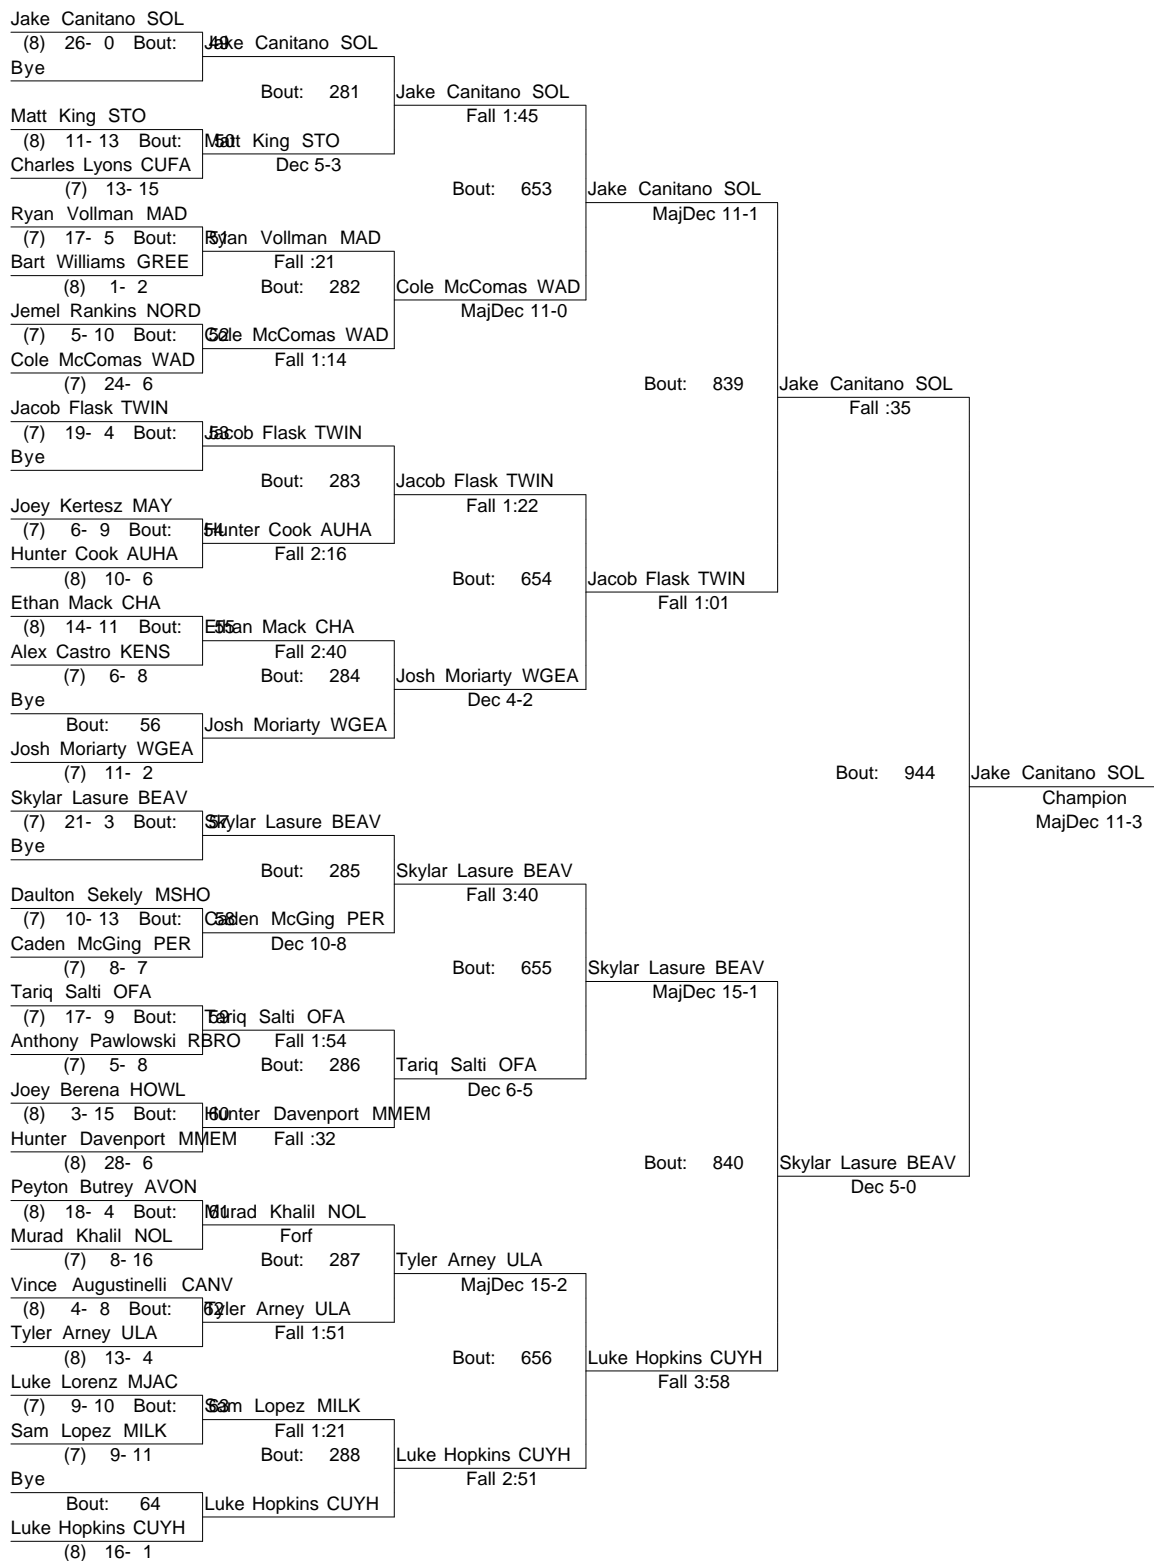 Jake Canitano SOL
(8) 26- 0 Bout: 49
Jake Canitano SOL
Bye
Bout: 281
Jake Canitano SOL
Fall 1:45
Matt King STO
(8) 11- 13 Bout: 50
Matt King STO
Charles Lyons CUFA
Dec 5-3
(7) 13- 15
Bout: 653
Jake Canitano SOL
MajDec 11-1
Ryan Vollman MAD
(7) 17- 5 Bout: 51
Ryan Vollman MAD
Bart Williams GREE
Fall :21
(8) 1- 2
Bout: 282
Cole McComas WAD
MajDec 11-0
Jemel Rankins NORD
(7) 5- 10 Bout: 52
Cole McComas WAD
Cole McComas WAD
Fall 1:14
(7) 24- 6
Bout: 839
Jake Canitano SOL
Fall :35
Jacob Flask TWIN
(7) 19- 4 Bout: 53
Jacob Flask TWIN
Bye
Bout: 283
Jacob Flask TWIN
Fall 1:22
Joey Kertesz MAY
(7) 6- 9 Bout: 54
Hunter Cook AUHA
Hunter Cook AUHA
Fall 2:16
(8) 10- 6
Bout: 654
Jacob Flask TWIN
Fall 1:01
Ethan Mack CHA
(8) 14- 11 Bout: 55
Ethan Mack CHA
Alex Castro KENS
Fall 2:40
(7) 6- 8
Bout: 284
Josh Moriarty WGEA
Dec 4-2
Bye
Bout: 56
Josh Moriarty WGEA
Josh Moriarty WGEA
(7) 11- 2
Bout: 944
Jake Canitano SOL
Champion
MajDec 11-3
Skylar Lasure BEAV
(7) 21- 3 Bout: 57
Skylar Lasure BEAV
Bye
Bout: 285
Skylar Lasure BEAV
Fall 3:40
Daulton Sekely MSHO
(7) 10- 13 Bout: 58
Caden McGing PER
Caden McGing PER
Dec 10-8
(7) 8- 7
Bout: 655
Skylar Lasure BEAV
MajDec 15-1
Tariq Salti OFA
(7) 17- 9 Bout: 59
Tariq Salti OFA
Anthony Pawlowski RBRO
Fall 1:54
(7) 5- 8
Bout: 286
Tariq Salti OFA
Dec 6-5
Joey Berena HOWL
(8) 3- 15 Bout: 60
Hunter Davenport MMEM
Hunter Davenport MMEM
Fall :32
(8) 28- 6
Bout: 840
Skylar Lasure BEAV
Dec 5-0
Peyton Butrey AVON
(8) 18- 4 Bout: 61
Murad Khalil NOL
Murad Khalil NOL
Forf
(7) 8- 16
Bout: 287
Tyler Arney ULA
MajDec 15-2
Vince Augustinelli CANV
(8) 4- 8 Bout: 62
Tyler Arney ULA
Tyler Arney ULA
Fall 1:51
(8) 13- 4
Bout: 656
Luke Hopkins CUYH
Fall 3:58
Luke Lorenz MJAC
(7) 9- 10 Bout: 63
Sam Lopez MILK
Sam Lopez MILK
Fall 1:21
(7) 9- 11
Bout: 288
Luke Hopkins CUYH
Fall 2:51
Bye
Bout: 64
Luke Hopkins CUYH
Luke Hopkins CUYH
(8) 16- 1